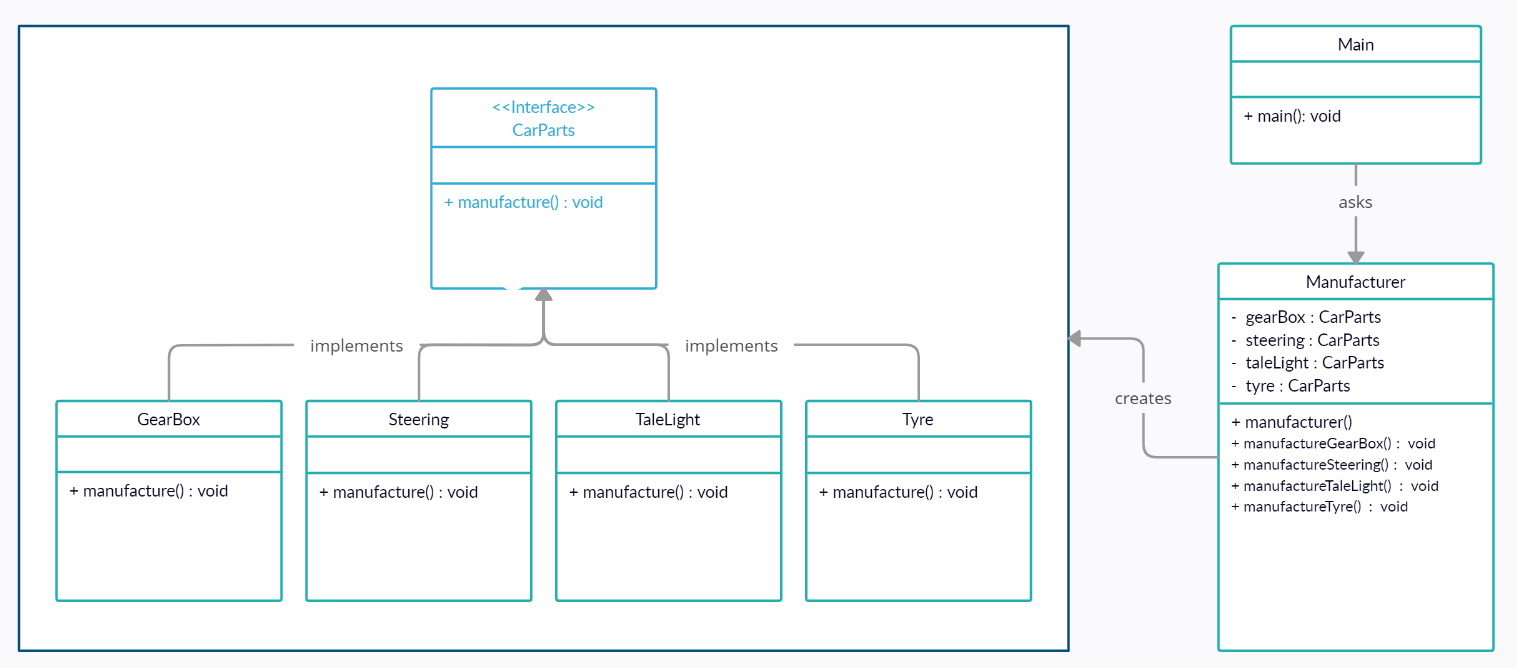 <<Interface>>
CarParts
+ manufacture() : void
implements
implements
GearBox
+ manufacture() : void
Steering
+ manufacture() : void
TaleLight
+ manufacture() : void
Tyre
+ manufacture() : void
Main
+ main(): void
asks
creates
Manufacturer
- gearBox : CarParts
- steering : CarParts
- taleLight : CarParts
- tyre : CarParts
+ manufacturer()
+ manufactureGearBox() : void
+ manufactureSteering() : void
+ manufactureTaleLight() : void
+ manufactureTyre() : void